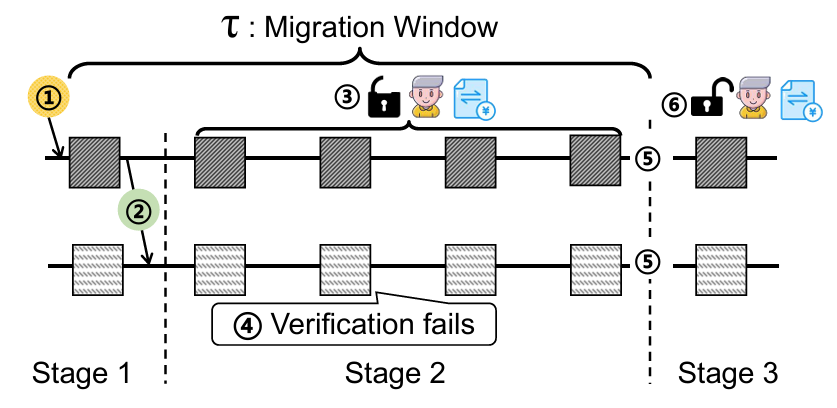 τ : Migration Window
①
③
¥
⑥
¥
⑤
②
⑤
④ Verification fails
Stage 1
Stage 2
Stage 3